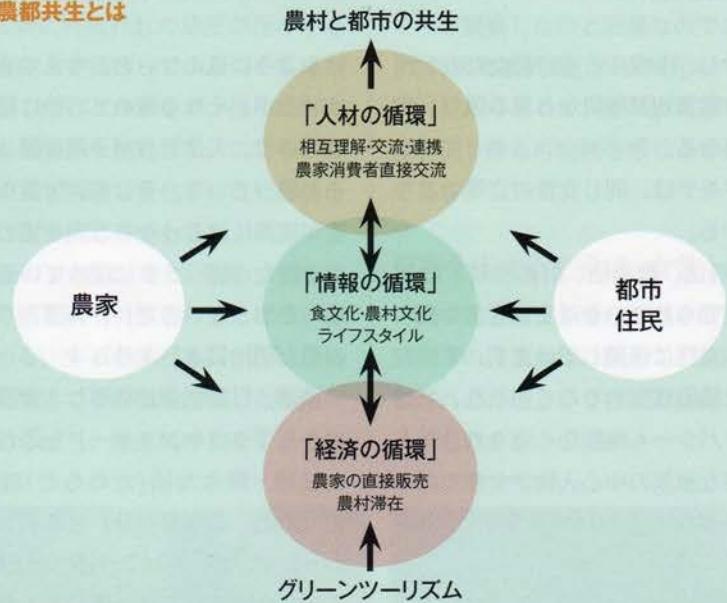 農都共生とは
農村と都市の共生
「人材の循環」
相互理解・交流・連携
農家消費者直接交流
「情報の循環」
食文化・農村文化
ライフスタイル
農家
都市
住民
「経済の循環」
農家の直接販売
農村滞在
グリーンツーリズム